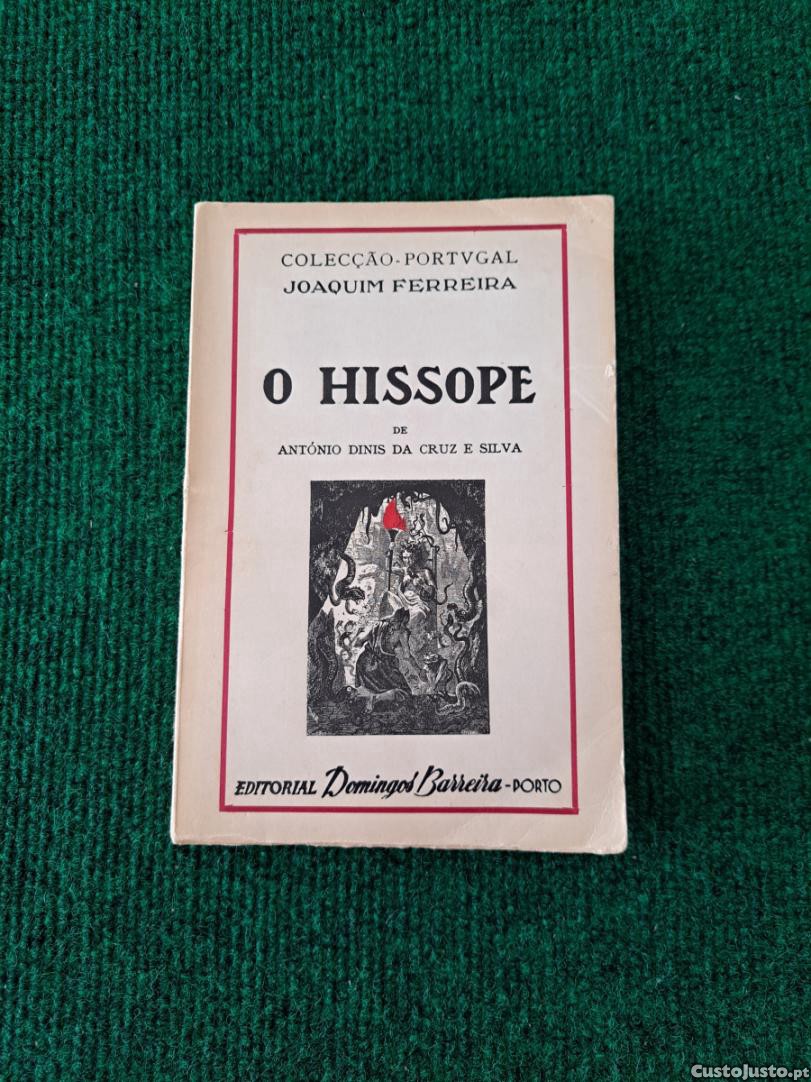 COLECÇÃO-PORTVGAL
JOAQUIM FERREIRA
O HISSOPE
DE
ANTÓNIO DINIS DA CRUZ E SILVA
EDITORIAL Domingos Barreira-PORTO
CustoJusto.pt